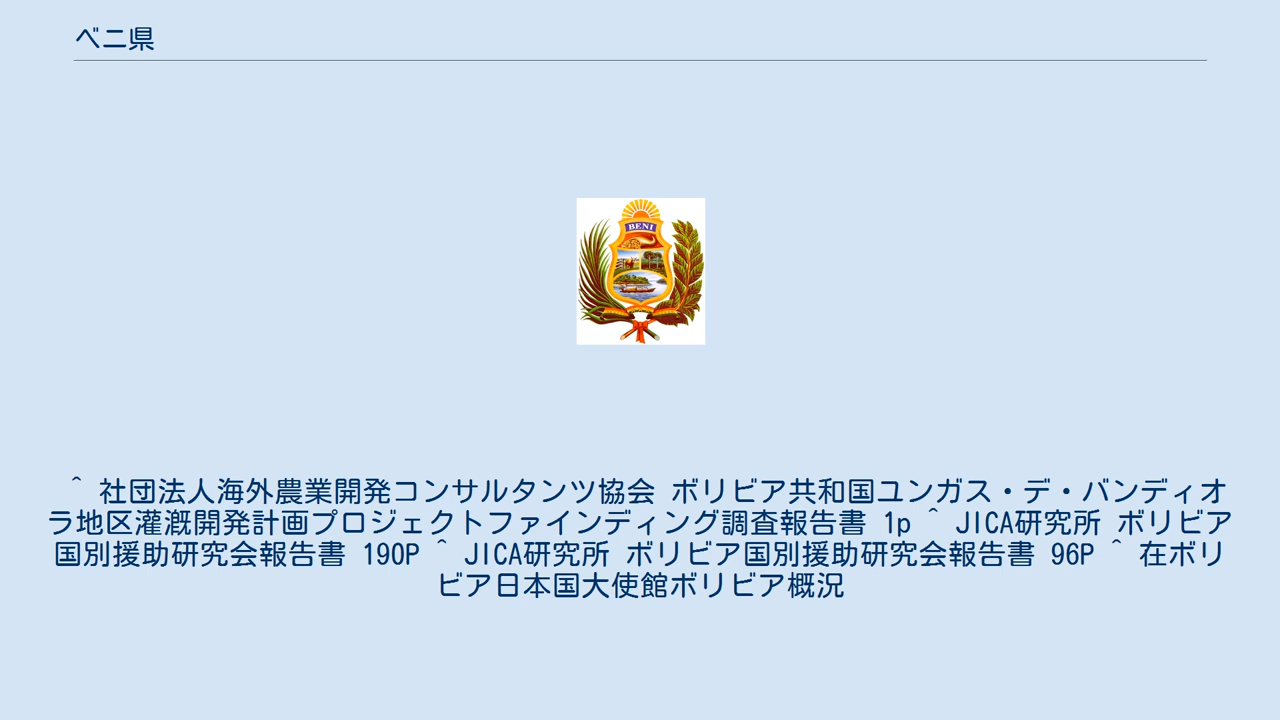 ベニ県
BENI
^ 社団法人海外農業開発コンサルタンツ協会 ボリビア共和国ユンガス・デ・バンディオ
ラ地区灌漑開発計画プロジェクトファインディング調査報告書 1p ^ JICA研究所 ボリビア
国別援助研究会報告書 190P ^ JICA研究所 ボリビア国別援助研究会報告書 96P ^ 在ボリ
ビア日本国大使館ボリビア概況